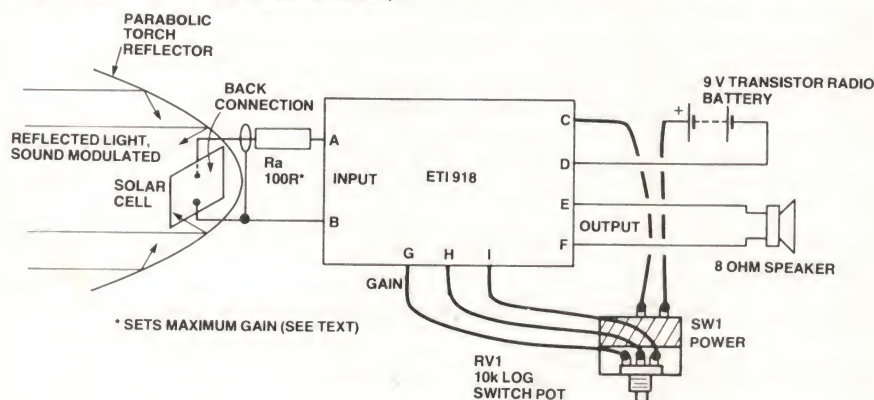 PARABOLIC
TORCH
REFLECTOR
BACK
CONNECTION
REFLECTED LIGHT,
SOUND MODULATED
SOLAR
CELL
Ra
100R*
A
INPUT
B
ETI 918
C
D
E
OUTPUT
F
G
H
I
GAIN
9 V TRANSISTOR RADIO
BATTERY
+
8 OHM SPEAKER
* SETS MAXIMUM GAIN (SEE TEXT)
SW1
POWER
RV1
10k LOG
SWITCH POT